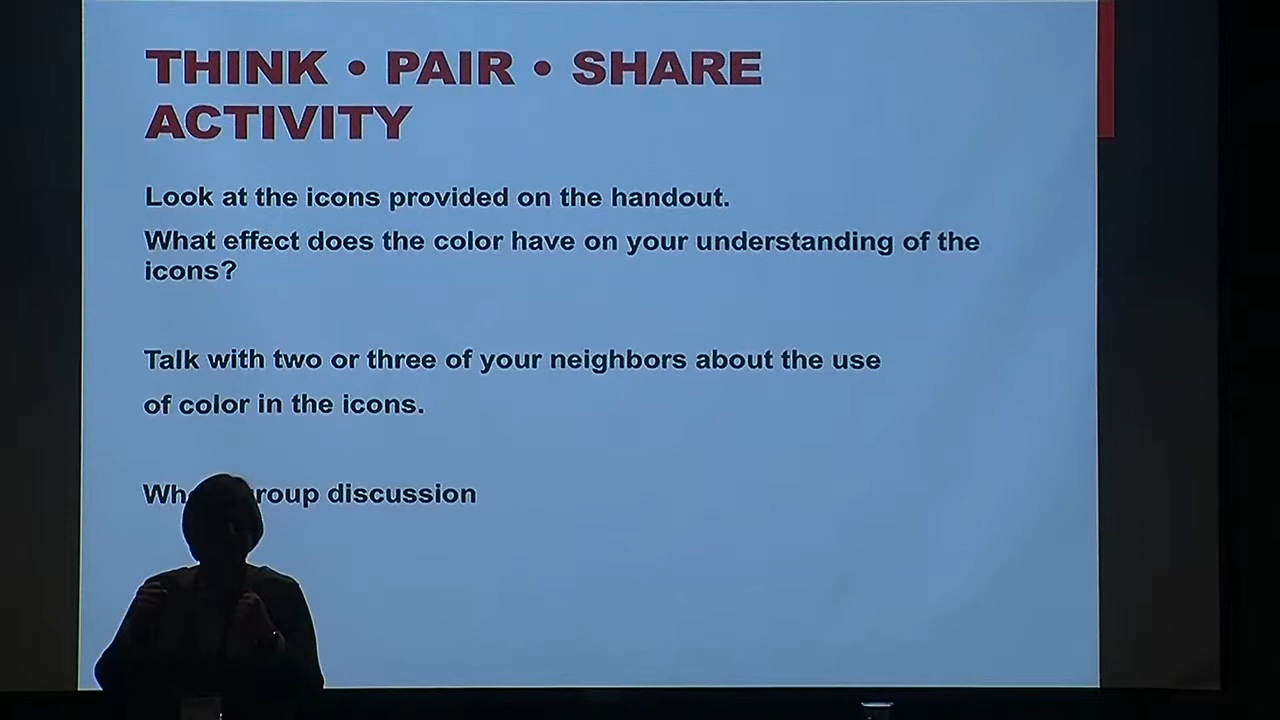 THINK • PAIR • SHARE
ACTIVITY
Look at the icons provided on the handout.
What effect does the color have on your understanding of the
icons?
Talk with two or three of your neighbors about the use
of color in the icons.
discussion